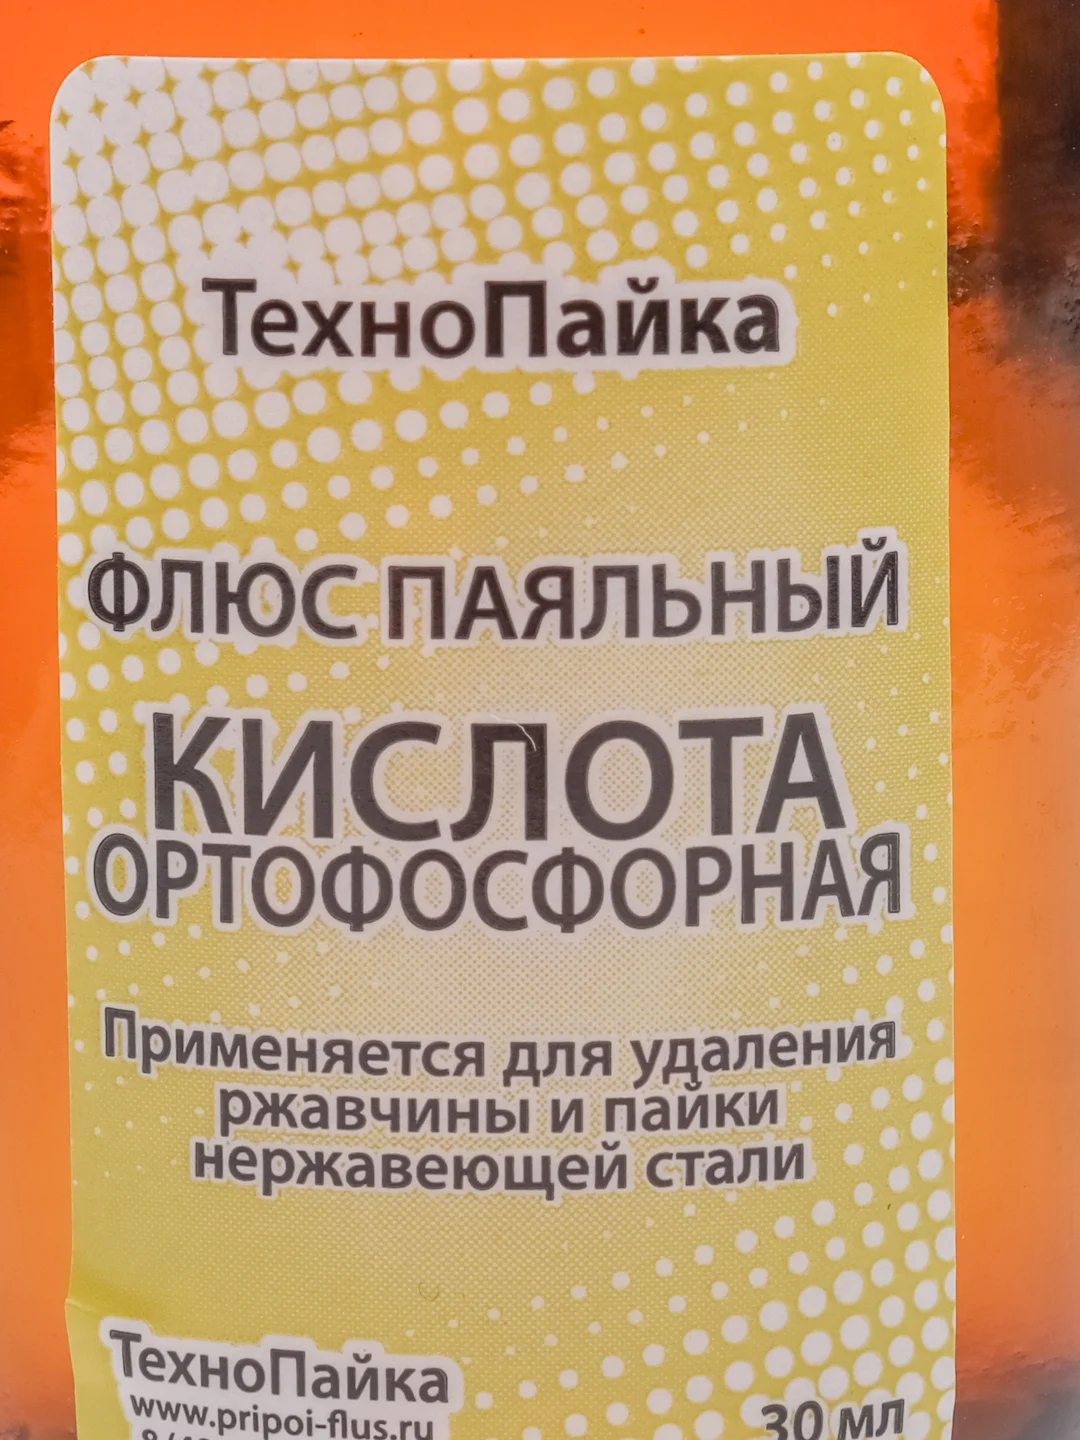 ТехноПайка
ФЛЮС ПАЯЛЬНЫЙ
КИСЛОТА
ОРТОФОСФОРНАЯ
Применяется для удаления
ржавчины и пайки
нержавеющей стали
ТехноПайка
www.pripoi-flus.ru
30 мл